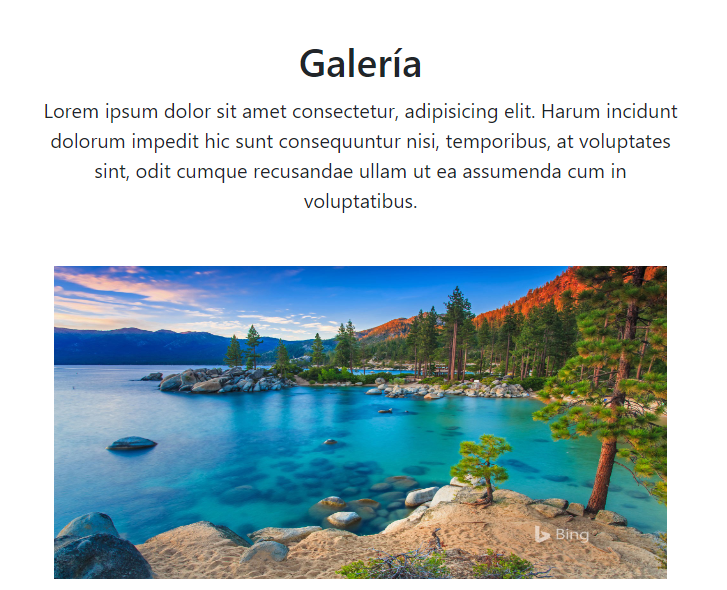 Galería
Lorem ipsum dolor sit amet consectetur, adipisicing elit. Harum incidunt
dolorum impedit hic sunt consequuntur nisi, temporibus, at voluptates
sint, odit cumque recusandae ullam ut ea assumenda cum in
voluptatibus.
Bing